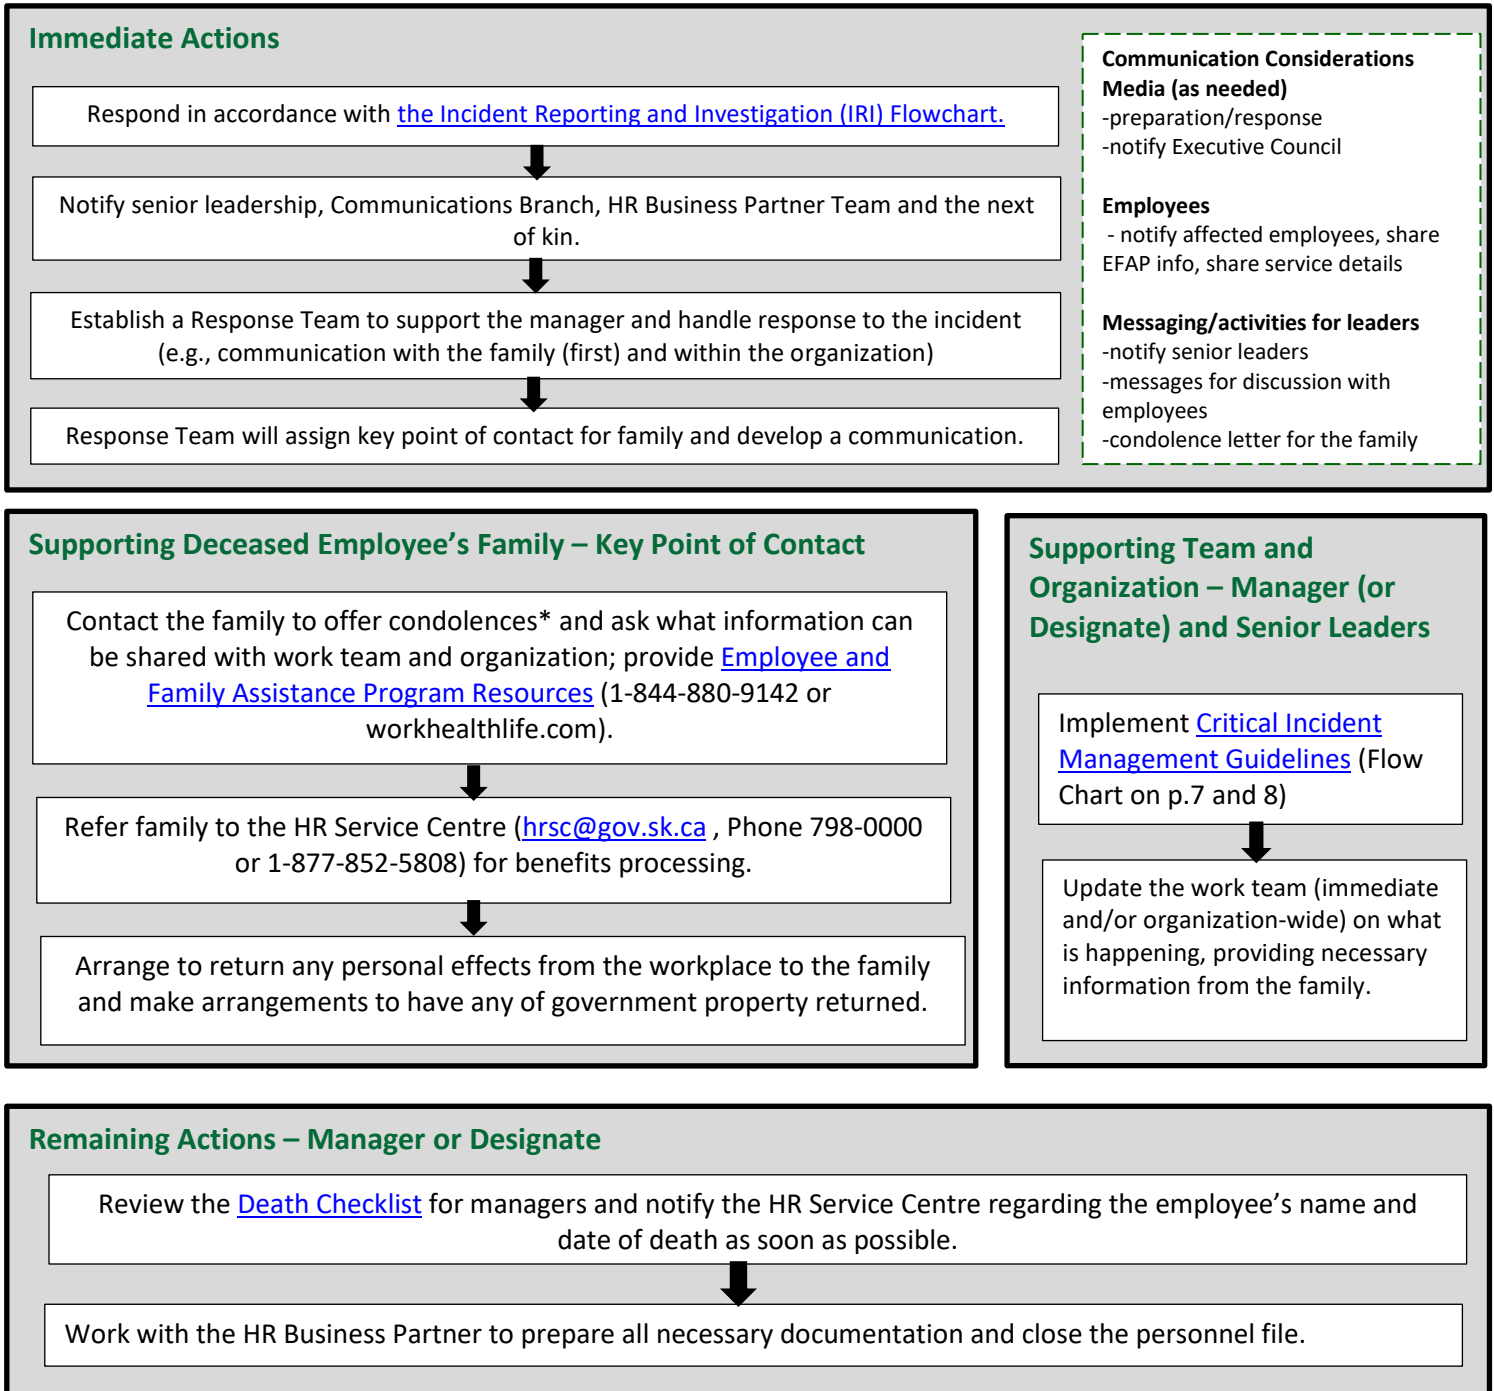 Immediate Actions
Respond in accordance with the Incident Reporting and Investigation (IRI) Flowchart.
Notify senior leadership, Communications Branch, HR Business Partner Team and the next
of kin.
Establish a Response Team to support the manager and handle response to the incident
(e.g., communication with the family (first) and within the organization)
Response Team will assign key point of contact for family and develop a communication.
Communication Considerations
Media (as needed)
-preparation/response
-notify Executive Council
Employees
- notify affected employees, share
EFAP info, share service details
Messaging/activities for leaders
-notify senior leaders
-messages for discussion with
employees
-condolence letter for the family
Supporting Deceased Employee’s Family – Key Point of Contact
Contact the family to offer condolences* and ask what information can
be shared with work team and organization; provide Employee and
Family Assistance Program Resources (1-844-880-9142 or
workhealthlife.com).
Refer family to the HR Service Centre (hrsc@gov.sk.ca , Phone 798-0000
or 1-877-852-5808) for benefits processing.
Arrange to return any personal effects from the workplace to the family
and make arrangements to have any of government property returned.
Supporting Team and
Organization – Manager (or
Designate) and Senior Leaders
Implement Critical Incident
Management Guidelines (Flow
Chart on p.7 and 8)
Update the work team (immediate
and/or organization-wide) on what
is happening, providing necessary
information from the family.
Remaining Actions – Manager or Designate
Review the Death Checklist for managers and notify the HR Service Centre regarding the employee’s name and
date of death as soon as possible.
Work with the HR Business Partner to prepare all necessary documentation and close the personnel file.